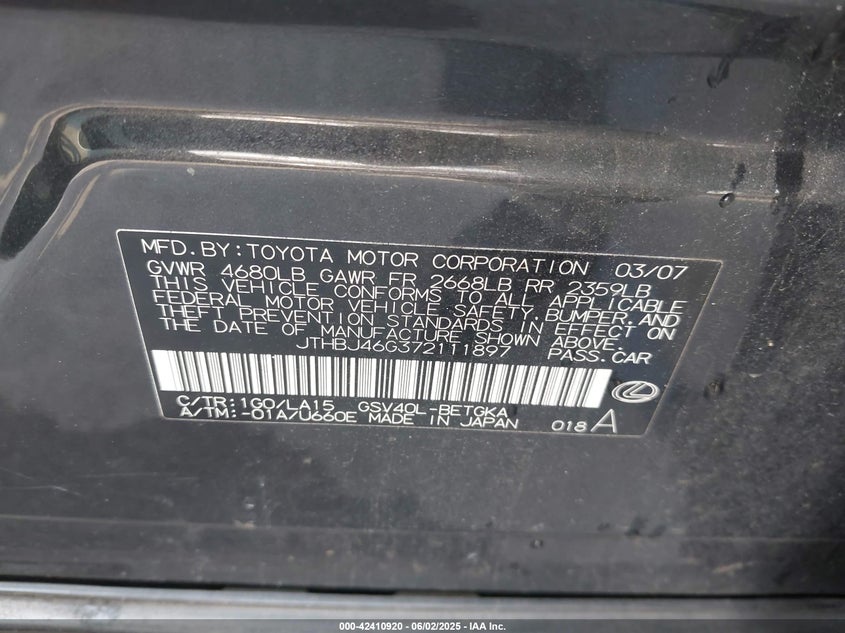 MFD.BY:TOYOTA MOTOR CORPORATION 03/07
GVWR 4680LB GAWR FR 2668LB RR 2359LB
THIS VEHICLE CONFORMS TO ALL APPLICABLE
FEDERAL MOTOR VEHICLE SAFETY,BUMPER,AND
THEFT PREVENTION STANDARDS IN EFFECT ON
THE DATE OF MANUFACTURE SHOWN ABOVE.
JTHBJ46G372111897 PASS.CAR
C/TR:1G0/LA15 GSV40L-BETGKA
A/TM:-01A/U660E MADE IN JAPAN 018 A
000-42410920 | 06/02/2025 - IAA Inc.